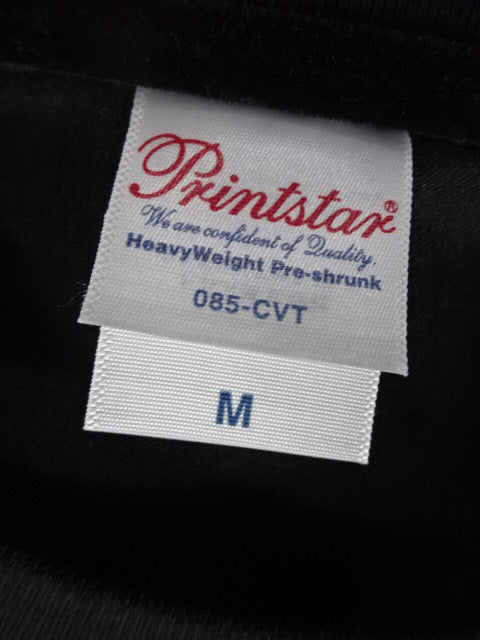 Printstar®
We are confident of Quality.
HeavyWeight Pre-shrunk
085-CVT
M